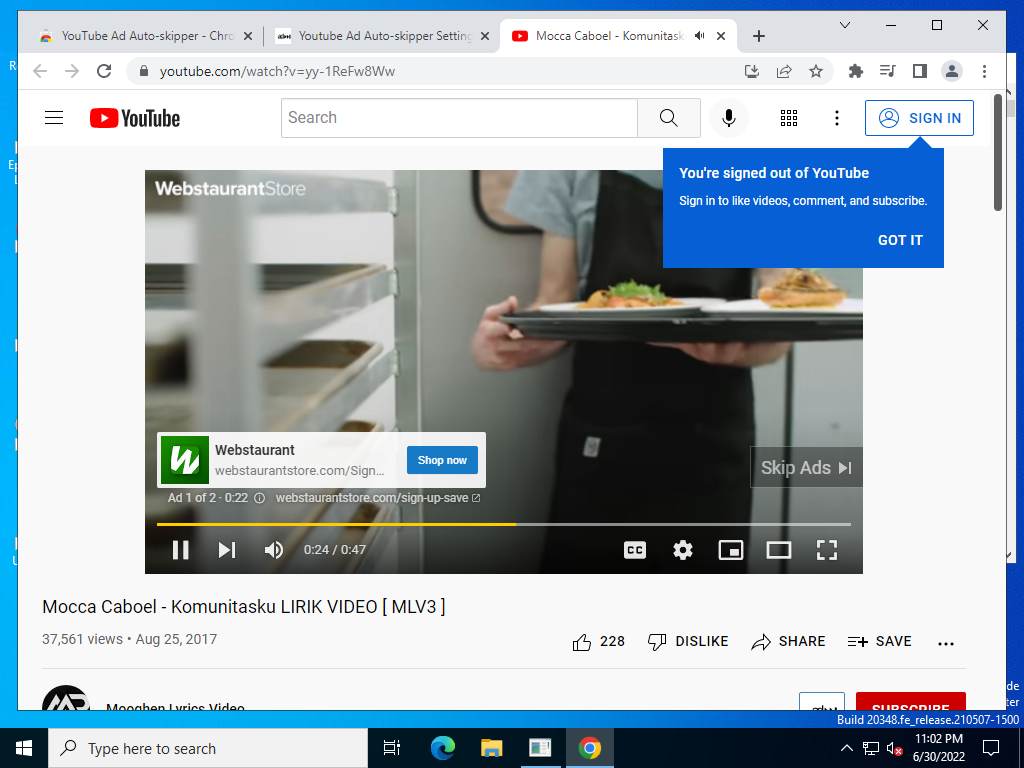 YouTube Ad Auto-skipper - Chro
Youtube Ad Auto-skipper Setting
Mocca Caboel - Komunitask
youtube.com/watch?v=yy-1ReFw8Ww
YouTube
Search
SIGN IN
You're signed out of YouTube
Sign in to like videos, comment, and subscribe.
GOT IT
WebstaurantStore
Webstaurant
webstaurantstore.com/Sign...
Shop now
Skip Ads
Ad 1 of 2 · 0:22
webstaurantstore.com/sign-up-save
0:24 / 0:47
CC
Mocca Caboel - Komunitasku LIRIK VIDEO [ MLV3 ]
37,561 views • Aug 25, 2017
228
DISLIKE
SHARE
SAVE
Mooghen Lyrics Video
SUBSCRIBE
Build 20348.fe_release.210507-1500
Type here to search
11:02 PM
6/30/2022